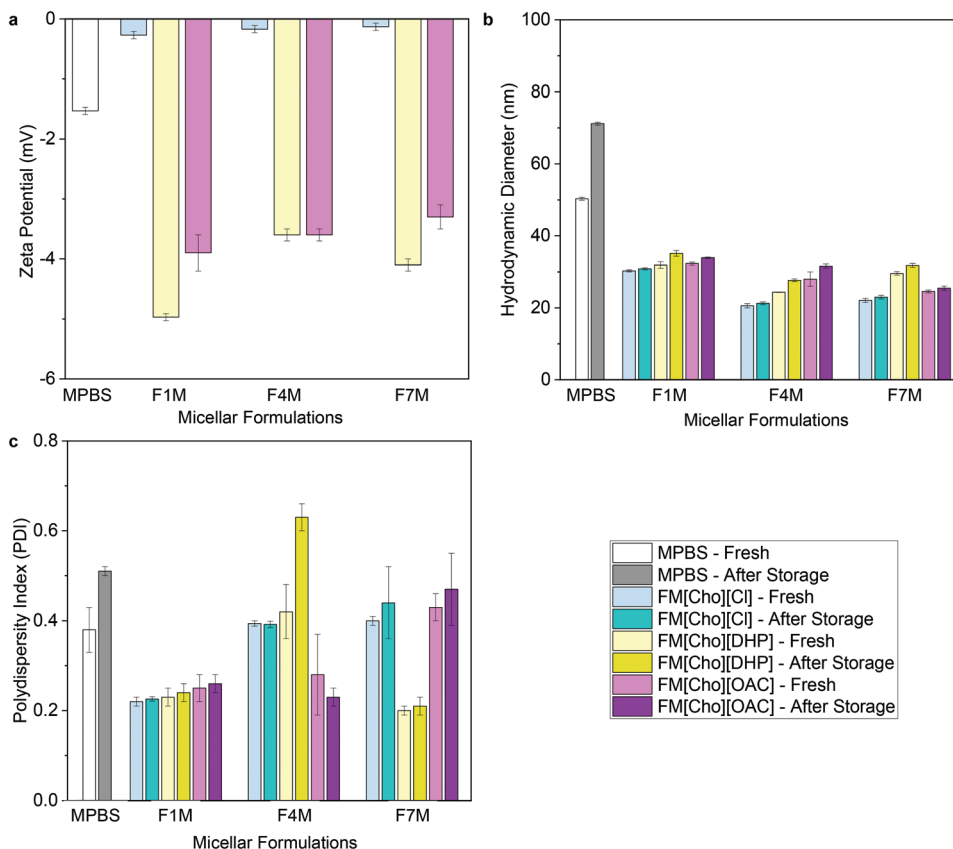 a
Zeta Potential (mV)
0
-2
-4
-6
MPBS F1M F4M F7M
Micellar Formulations
b
Hydrodynamic Diameter (nm)
100
80
60
40
20
0
MPBS F1M F4M F7M
Micellar Formulations
c
Polydispersity Index (PDI)
0.8
0.6
0.4
0.2
0.0
MPBS F1M F4M F7M
Micellar Formulations
MPBS - Fresh
MPBS - After Storage
FM[Cho][Cl] - Fresh
FM[Cho][Cl] - After Storage
FM[Cho][DHP] - Fresh
FM[Cho][DHP] - After Storage
FM[Cho][OAC] - Fresh
FM[Cho][OAC] - After Storage